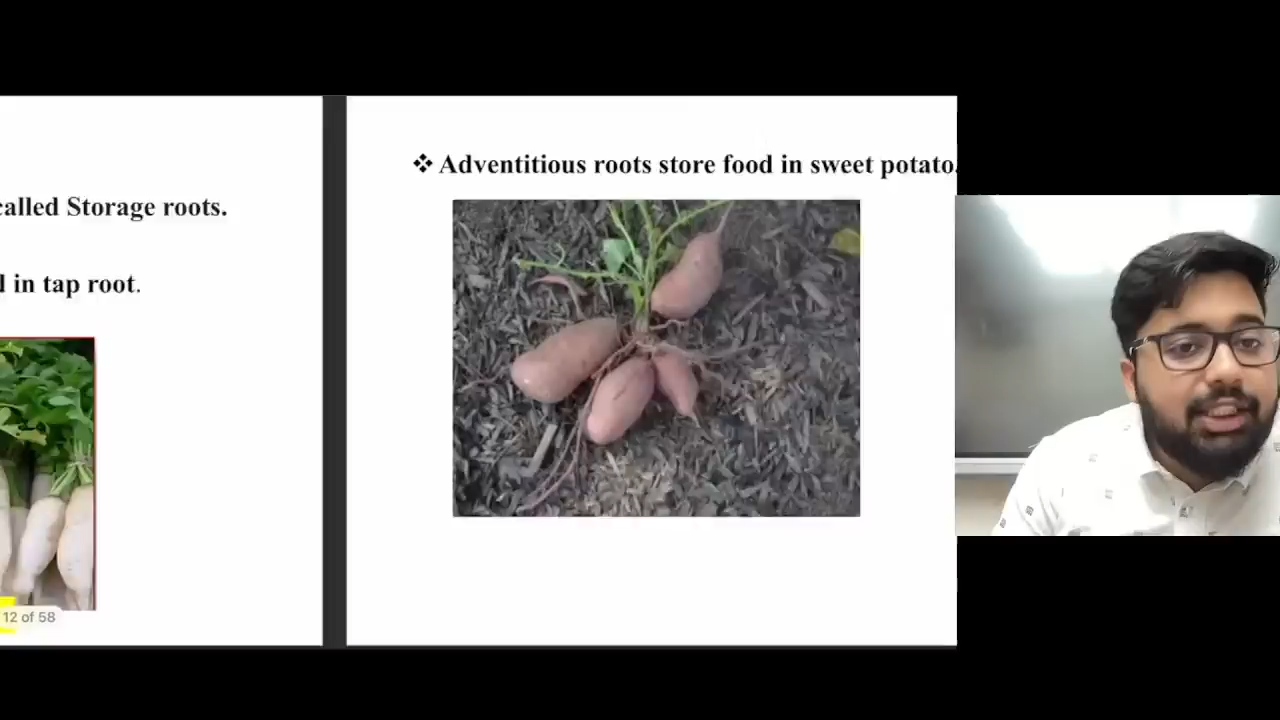 called Storage roots.
d in tap root.
12 of 58
❖ Adventitious roots store food in sweet potato.